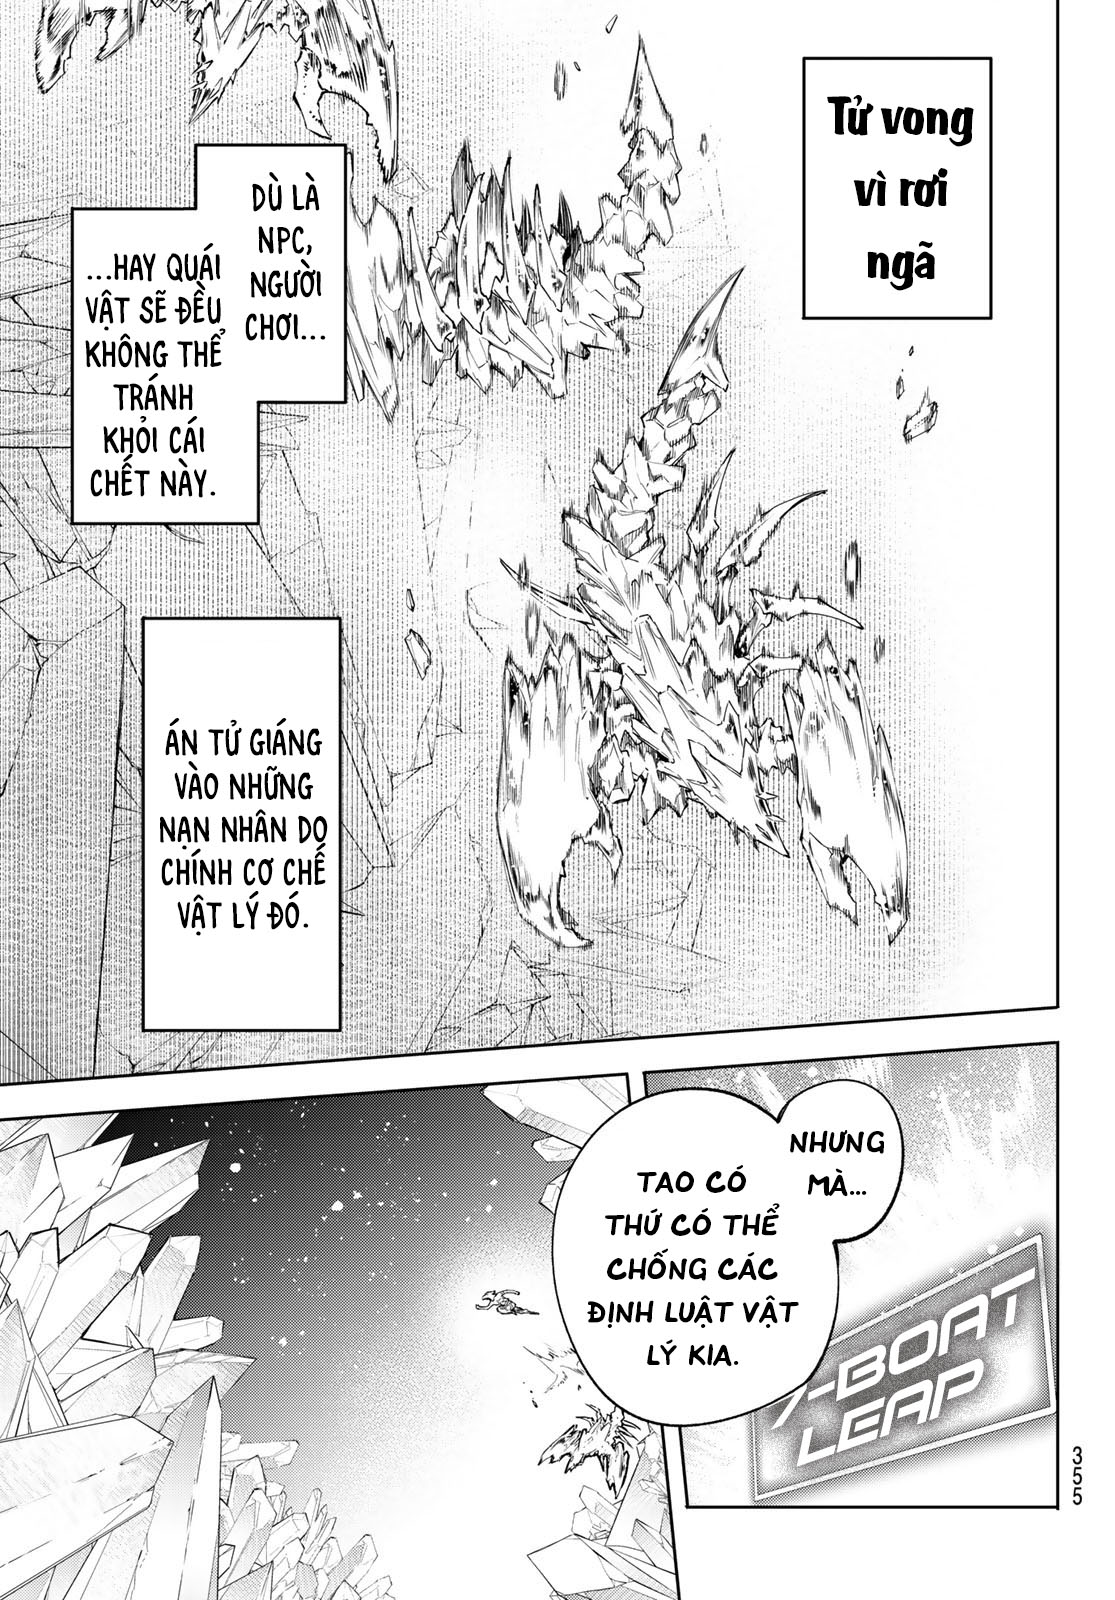 Tử vong
vì rơi
ngã
DÙ LÀ
NPC,
NGƯỜI
CHƠI...
...HAY QUÁI
VẬT SẼ ĐỀU
KHÔNG THỂ
TRÁNH
KHỎI CÁI
CHẾT NÀY.
ÁN TỬ GIÁNG
VÀO NHỮNG
NẠN NHÂN DO
CHÍNH CƠ CHẾ
VẬT LÝ ĐÓ.
NHƯNG
MÀ...
TAO CÓ
THỨ CÓ THỂ
CHỐNG CÁC
ĐỊNH LUẬT VẬT
LÝ KIA.
7-BOAT
LEAP
355